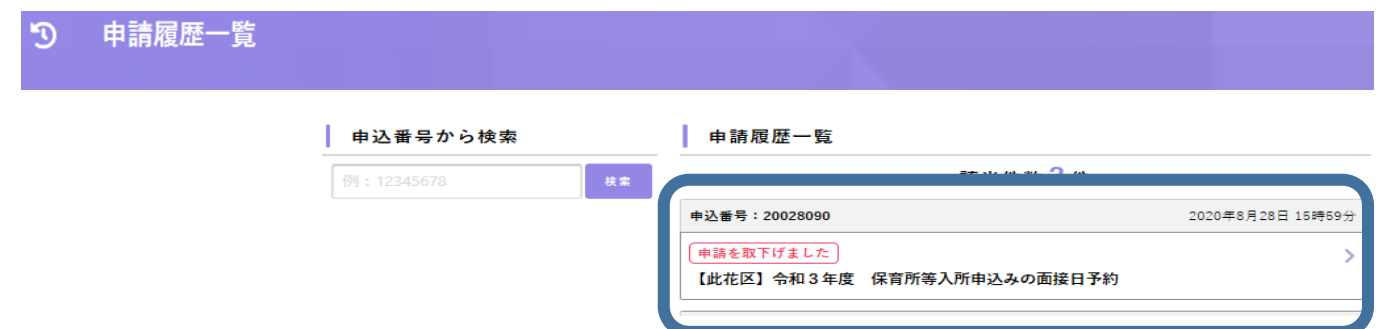 申請履歴一覧
申込番号から検索
例：12345678
検索
申請履歴一覧
申込番号：20028090
2020年8月28日 15時59分
申請を取下げました
【此花区】令和３年度　保育所等入所申込みの面接日予約